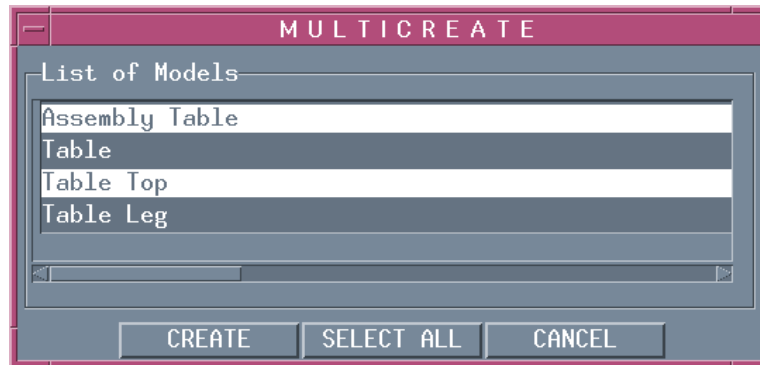 MULTICREATE
List of Models
Assembly Table
Table
Table Top
Table Leg
CREATE SELECT ALL CANCEL